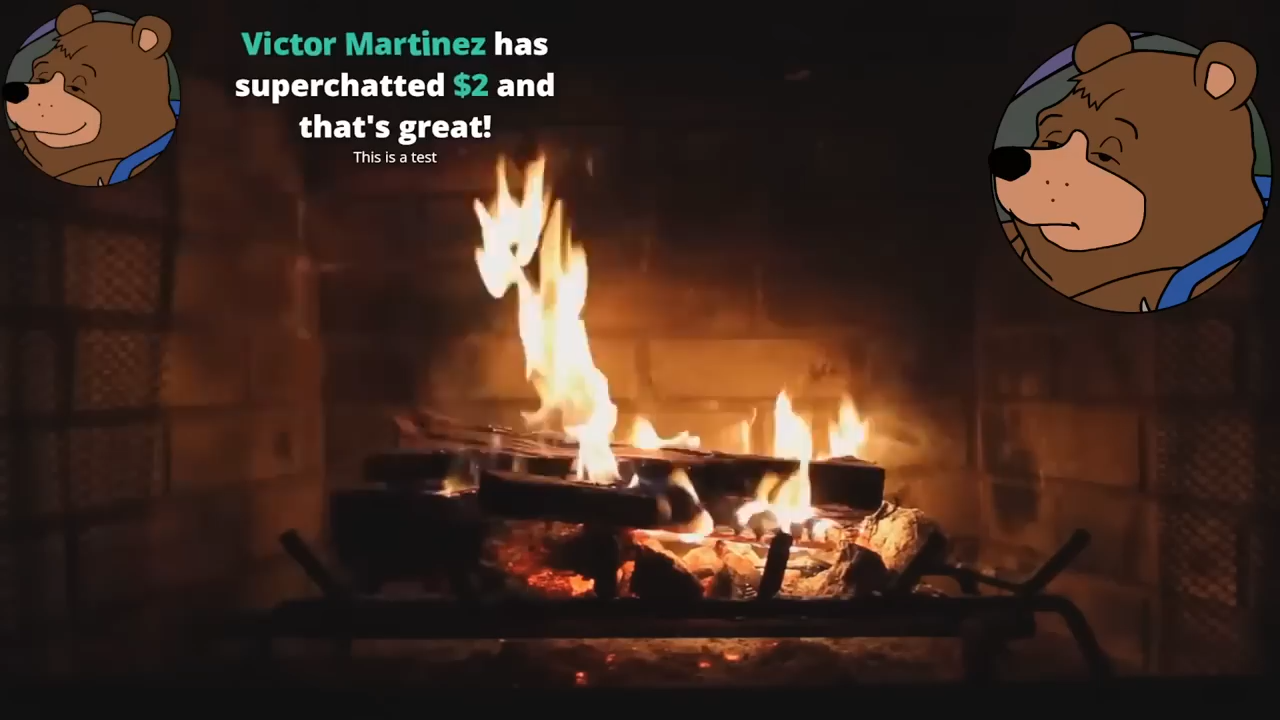 Victor Martinez has
superchatted $2 and
that's great!
This is a test